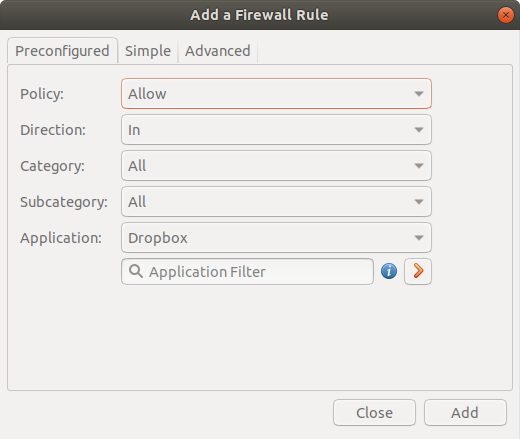 Add a Firewall Rule
Preconfigured Simple Advanced
Policy: Allow
Direction: In
Category: All
Subcategory: All
Application: Dropbox
Application Filter
Close Add